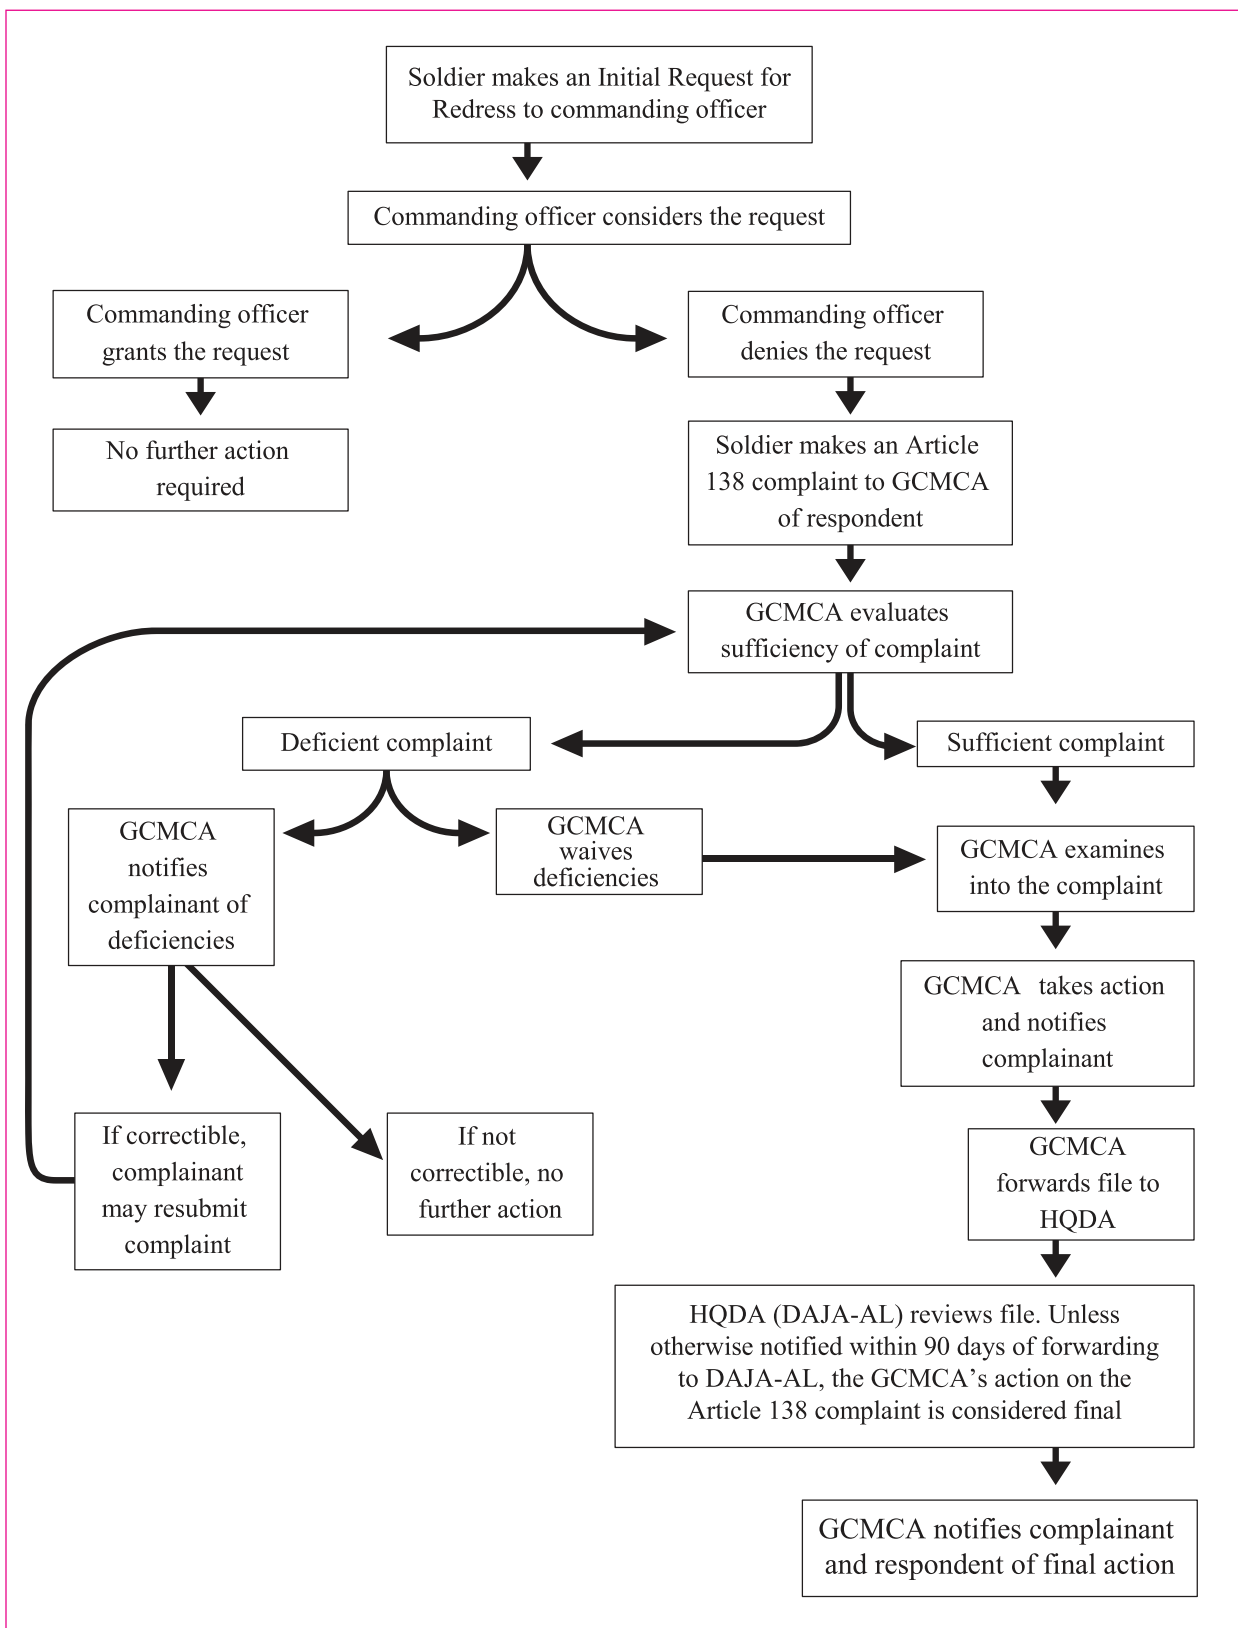 Soldier makes an Initial Request for
Redress to commanding officer
Commanding officer considers the request
Commanding officer
grants the request
Commanding officer
denies the request
No further action
required
Soldier makes an Article
138 complaint to GCMCA
of respondent
GCMCA evaluates
sufficiency of complaint
Deficient complaint
Sufficient complaint
GCMCA
notifies
complainant of
deficiencies
GCMCA
waives
deficiencies
GCMCA examines
into the complaint
GCMCA takes action
and notifies
complainant
If correctible,
complainant
may resubmit
complaint
If not
correctible, no
further action
GCMCA
forwards file to
HQDA
HQDA (DAJA-AL) reviews file. Unless
otherwise notified within 90 days of forwarding
to DAJA-AL, the GCMCA’s action on the
Article 138 complaint is considered final
GCMCA notifies complainant
and respondent of final action